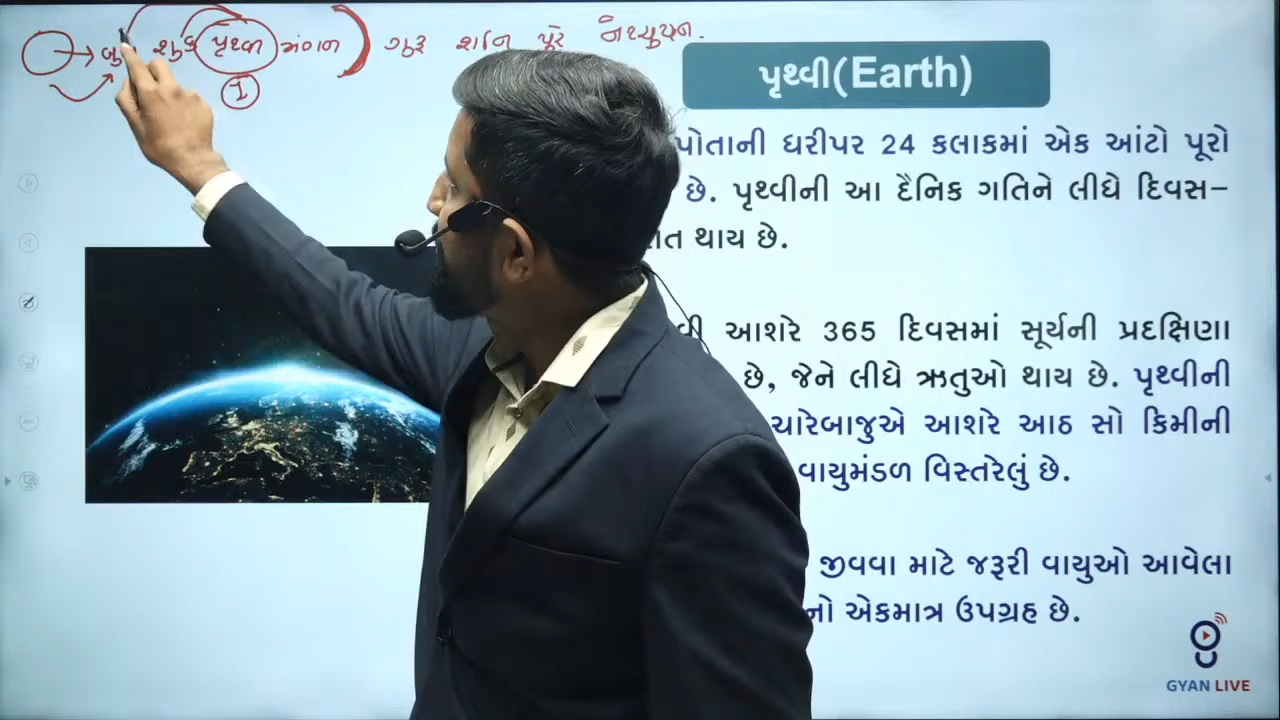 શુક્ર પૃથ્વી મંગળ ગુરુ શનિ
I
પૃથ્વી(Earth)
પોતાની ધરીપર 24 કલાકમાં એક આંટો પૂરો
છે. પૃથ્વીની આ દૈનિક ગતિને લીધે દિવસ-
થાય છે.
આશરે 365 દિવસમાં સૂર્યની પ્રદક્ષિણા
છે, જેને લીધે ઋતુઓ થાય છે. પૃથ્વીની
ચારેબાજુએ આશરે આઠ સો કિમીની
વાયુમંડળ વિસ્તરેલું છે.
જીવવા માટે જરૂરી વાયુઓ આવેલા
નો એકમાત્ર ઉપગ્રહ છે.
GYAN LIVE